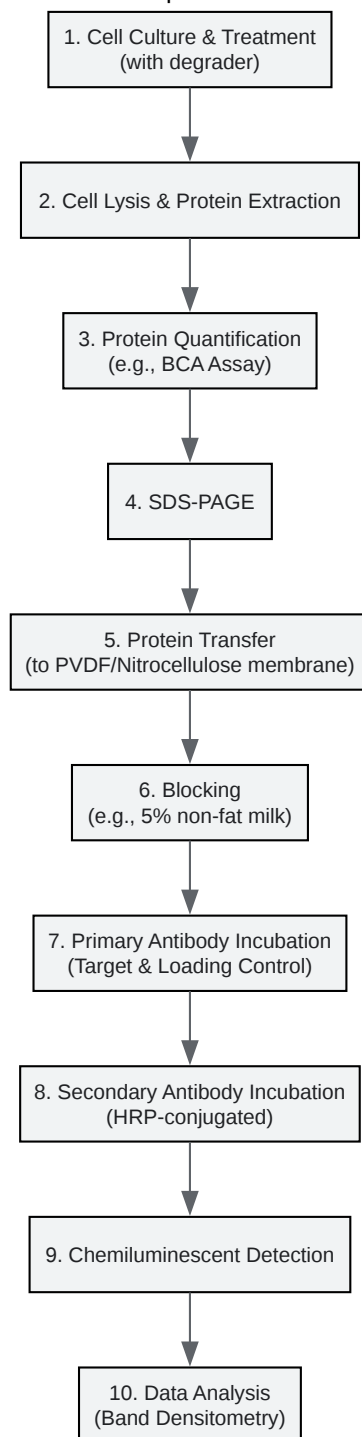 1. Cell Culture & Treatment
(with degrader)
2. Cell Lysis & Protein Extraction
3. Protein Quantification
(e.g., BCA Assay)
4. SDS-PAGE
5. Protein Transfer
(to PVDF/Nitrocellulose membrane)
6. Blocking
(e.g., 5% non-fat milk)
7. Primary Antibody Incubation
(Target & Loading Control)
8. Secondary Antibody Incubation
(HRP-conjugated)
9. Chemiluminescent Detection
10. Data Analysis
(Band Densitometry)